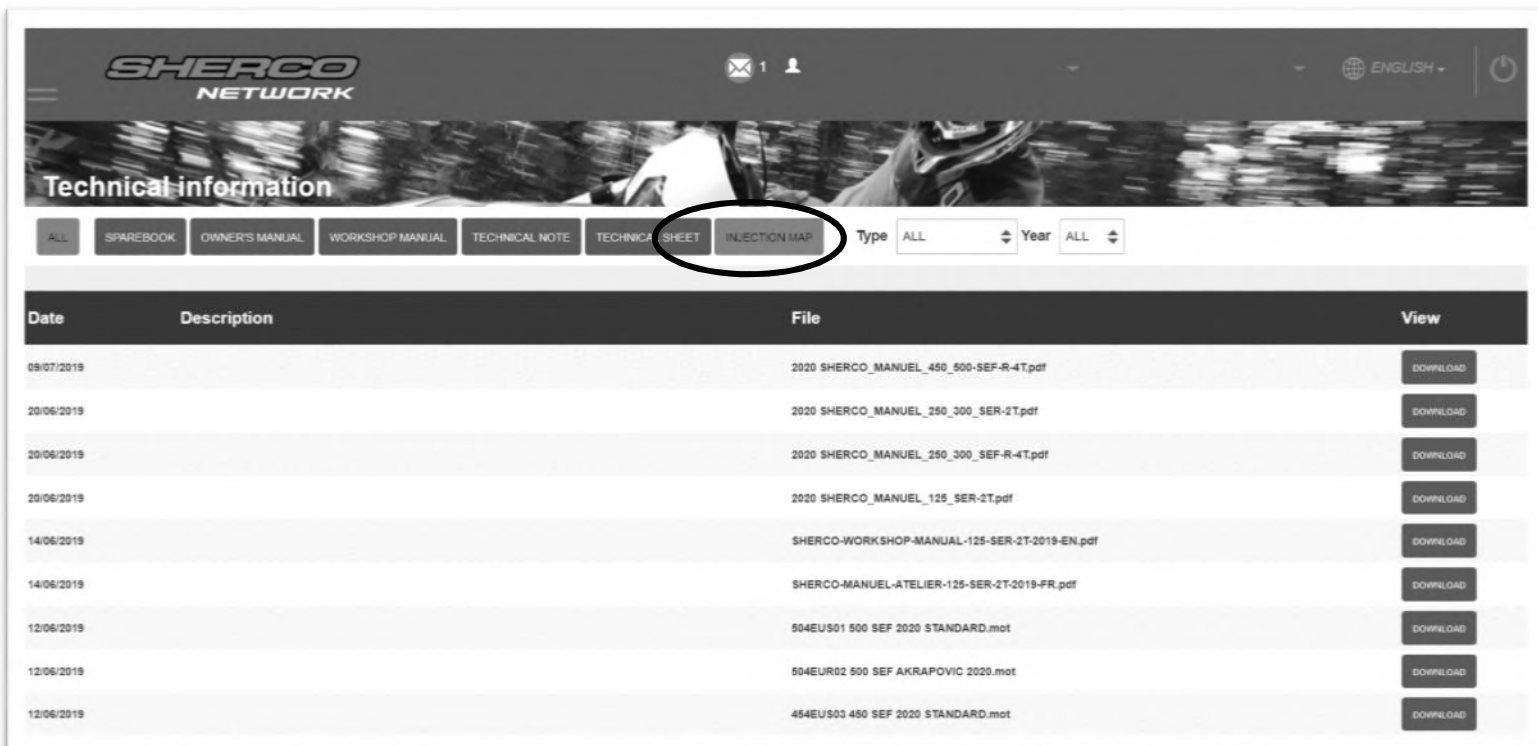 SHERCO
NETWORK
1
ENGLISH
Technical information
ALL SPAREBOOK OWNER'S MANUAL WORKSHOP MANUAL TECHNICAL NOTE TECHNICAL SHEET INJECTION MAP Type ALL Year ALL
Date Description File View
09/07/2019 2020 SHERCO_MANUEL_450_500-SEF-R-4T.pdf DOWNLOAD
20/06/2019 2020 SHERCO_MANUEL_250_300_SER-2T.pdf DOWNLOAD
20/06/2019 2020 SHERCO_MANUEL_250_300_SEF-R-4T.pdf DOWNLOAD
20/06/2019 2020 SHERCO_MANUEL_125_SER-2T.pdf DOWNLOAD
14/06/2019 SHERCO-WORKSHOP-MANUAL-125-SER-2T-2019-EN.pdf DOWNLOAD
14/06/2019 SHERCO-MANUEL-ATELIER-125-SER-2T-2019-FR.pdf DOWNLOAD
12/06/2019 504EUS01 500 SEF 2020 STANDARD.mot DOWNLOAD
12/06/2019 504EUR02 500 SEF AKRAPOVIC 2020.mot DOWNLOAD
12/06/2019 454EUS03 450 SEF 2020 STANDARD.mot DOWNLOAD